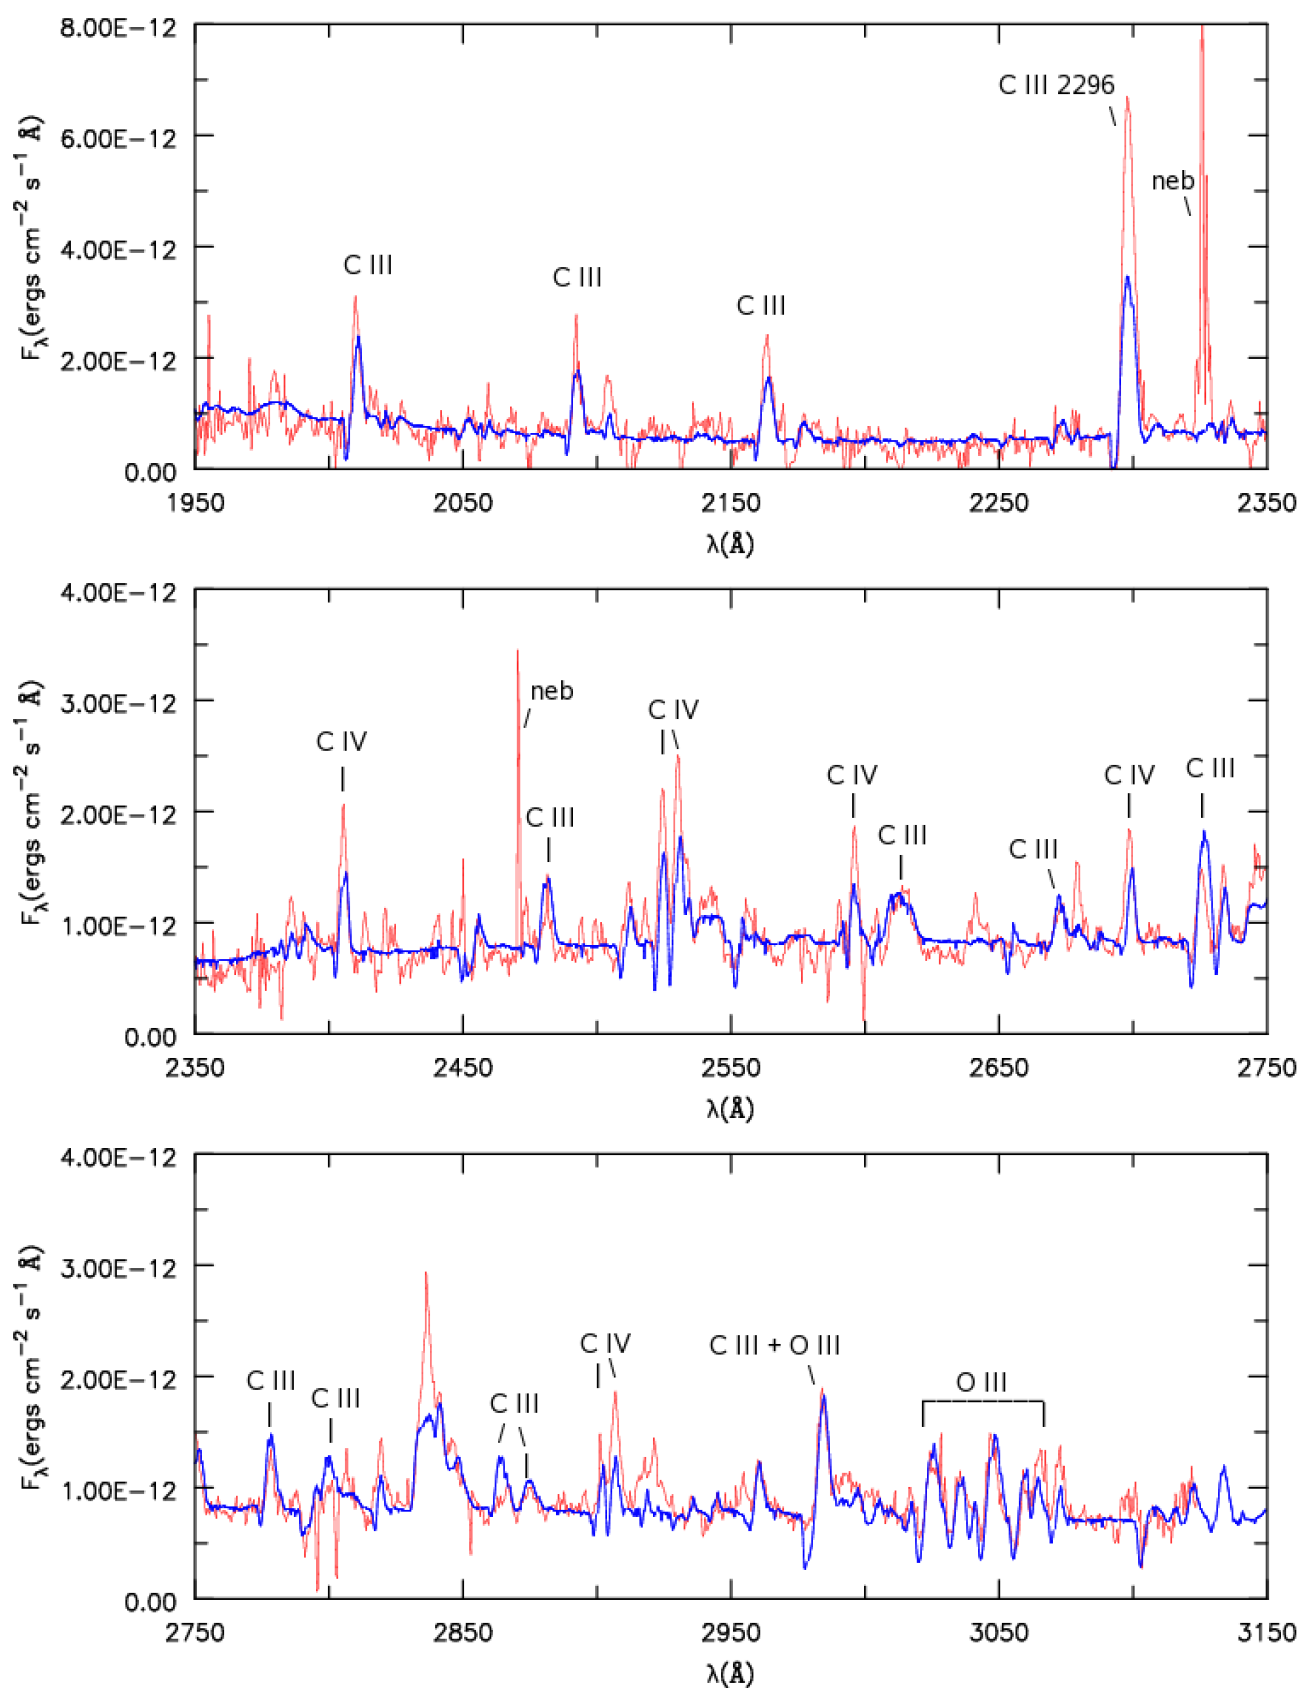 8.00E-12
6.00E-12
4.00E-12
2.00E-12
0.00
F_λ(ergs cm⁻² s⁻¹ Å)
C III
C III
C III
C III 2296
neb
1950 2050 2150 2250 2350
λ(Å)
4.00E-12
3.00E-12
2.00E-12
1.00E-12
0.00
F_λ(ergs cm⁻² s⁻¹ Å)
C IV
neb
C III
C IV
C IV
C III
C III
C IV
C III
2350 2450 2550 2650 2750
λ(Å)
4.00E-12
3.00E-12
2.00E-12
1.00E-12
0.00
F_λ(ergs cm⁻² s⁻¹ Å)
C III
C III
C III
C IV
C III + O III
O III
2750 2850 2950 3050 3150
λ(Å)